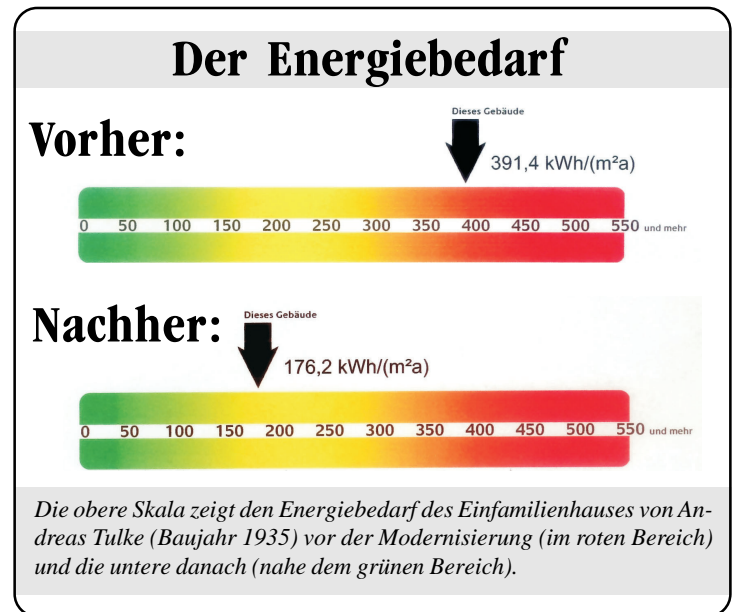 Der Energiebedarf
Vorher:
Dieses Gebäude
391,4 kWh/(m²a)
0 50 100 150 200 250 300 350 400 450 500 550 und mehr
Nachher:
Dieses Gebäude
176,2 kWh/(m²a)
0 50 100 150 200 250 300 350 400 450 500 550 und mehr
Die obere Skala zeigt den Energiebedarf des Einfamilienhauses von An-
dreas Tulke (Baujahr 1935) vor der Modernisierung (im roten Bereich)
und die untere danach (nahe dem grünen Bereich).